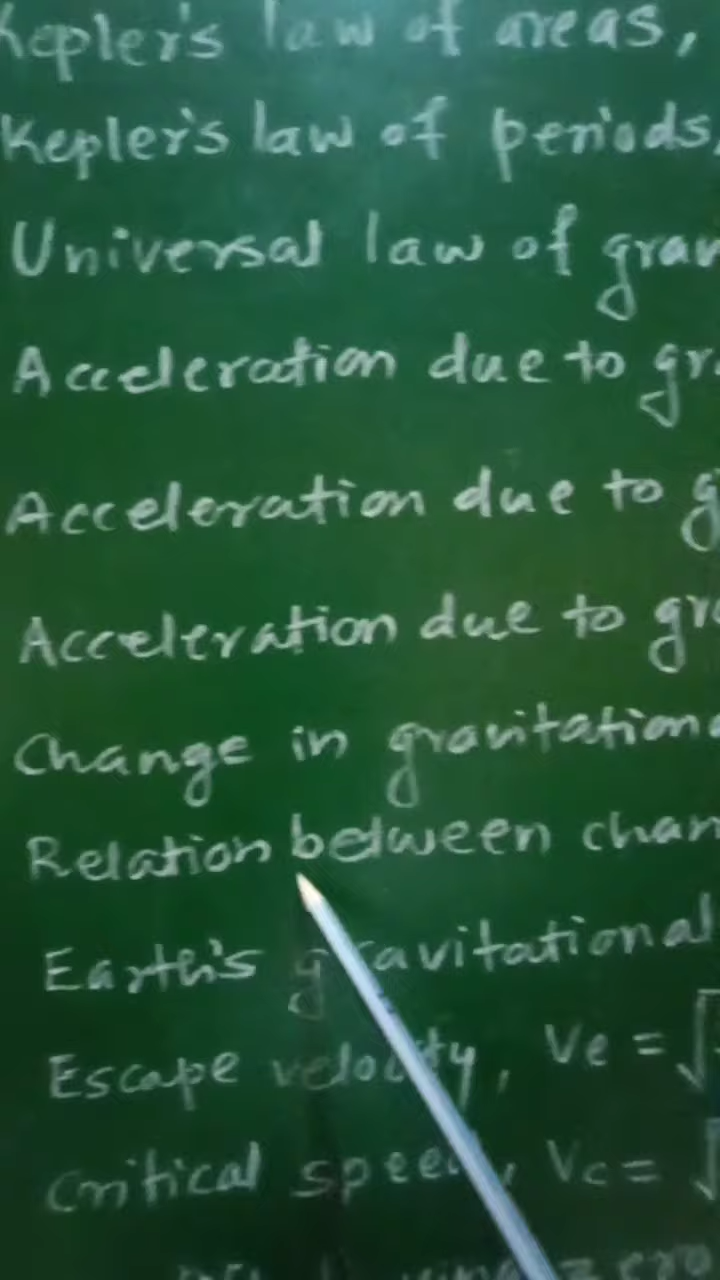 Kepler's law of areas,
Kepler's law of periods,
Universal law of grav
Acceleration due to gr
Acceleration due to g
Acceleration due to gr
Change in gravitation
Relation between chan
Earth's gravitational
Escape velocity, Ve = √
Critical speed, Vc = √
zero